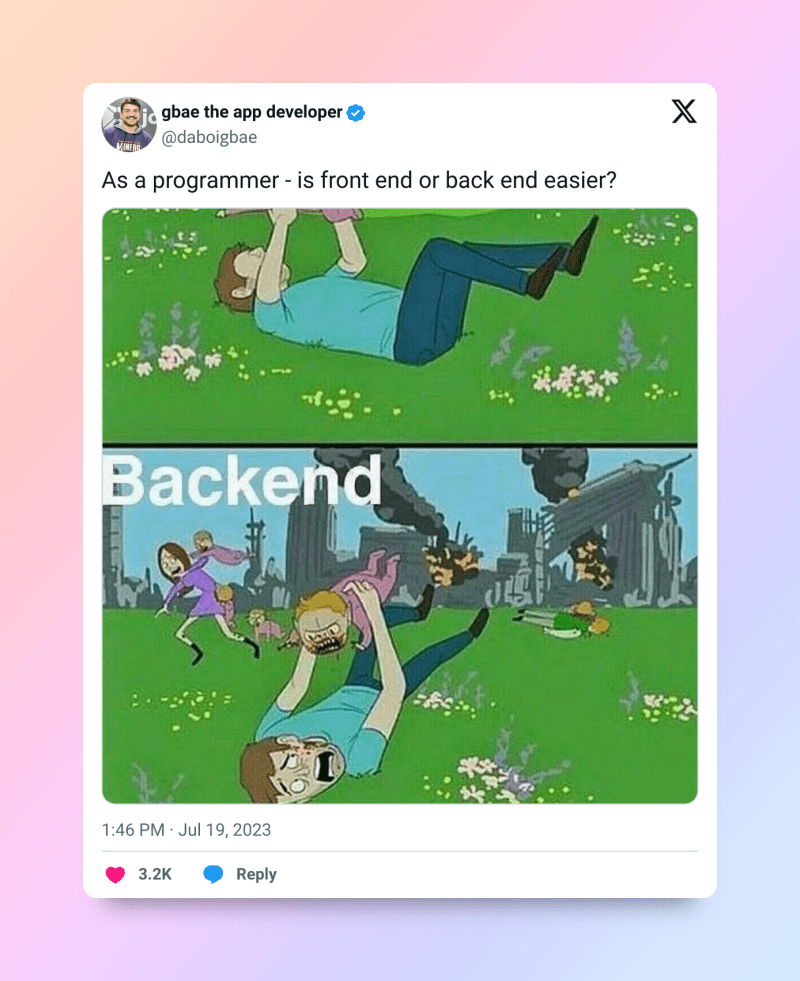 gbae the app developer
@daboigbae
As a programmer - is front end or back end easier?
Backend
1:46 PM · Jul 19, 2023
3.2K
Reply